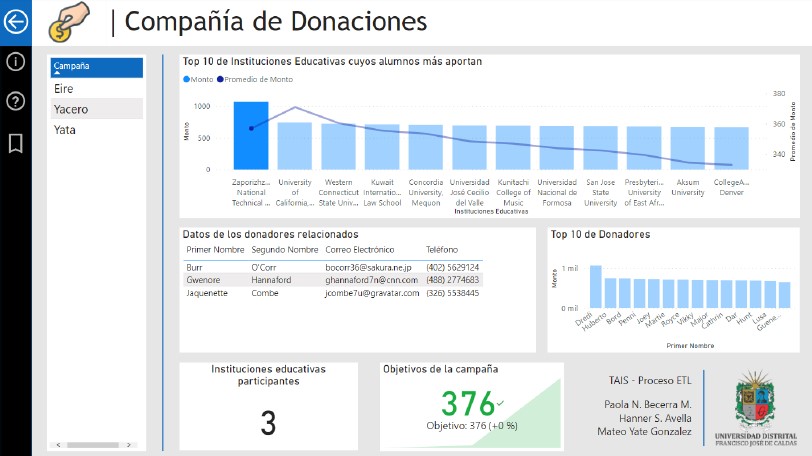 | Compañía de Donaciones
Campaña
Eire
Yacero
Yata
Top 10 de Instituciones Educativas cuyos alumnos más aportan
Monto Promedio de Monto
1000
500
0
Monto
380
360
340
Promedio de Monto
Zaporizhz... National Technical ...
University of California,...
Western Connecticut State Univ...
Kuwait Internatio... Law School
Concordia University, Mequon
Universidad José Cecilio del Valle
Kunitachi College of Music
Universidad Nacional de Formosa
San Jose State University
Presbyteri... University of East Afr...
Aksum University
CollegeA... Denver
Instituciones Educativas
Datos de los donadores relacionados
Primer Nombre Segundo Nombre Correo Electrónico Teléfono
Burr O'Corr bocorr36@sakura.ne.jp (402) 5629124
Gwenore Hannaford ghannaford7n@cnn.com (488) 2774683
Jaquenette Combe jcombe7u@gravatar.com (326) 5538445
Top 10 de Donadores
1 mil
0 mil
Monto
Dredi
Huberto
Bord
Penni
Joey
Martie
Royce
Vikky
Major
Cathrin
Dar
Hunt
Lusa
Guene...
Primer Nombre
Instituciones educativas
participantes
3
Objetivos de la campaña
376
Objetivo: 376 (+0 %)
TAIS - Proceso ETL
Paola N. Becerra M.
Hanner S. Avella
Mateo Yate Gonzalez
UNIVERSIDAD DISTRITAL
FRANCISCO JOSÉ DE CALDAS